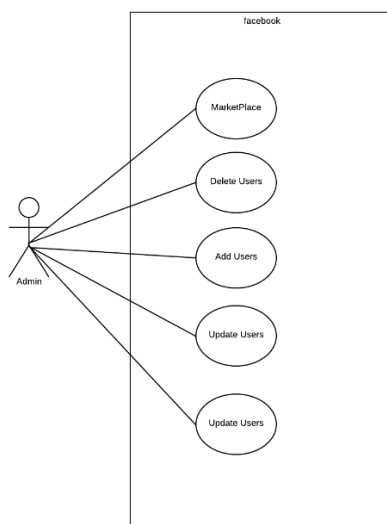 facebook
MarketPlace
Delete Users
Add Users
Admin
Update Users
Update Users